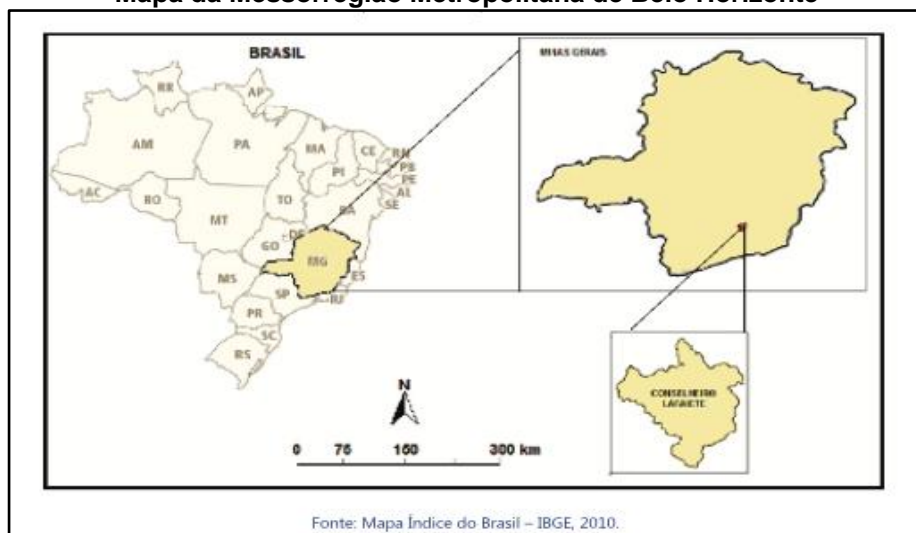 Mapa da Messorregião Metropolitana de Belo Horizonte
BRASIL
MINAS GERAIS
RR
AP
AM
PA
MA
CE
RN
PB
PE
AL
SE
PI
AC
RO
TO
BA
MT
DF
GO
MG
ES
MS
SP
RJ
PR
SC
RS
CONSELHEIRO
LAFAIETE
N
0 75 150 300 km
Fonte: Mapa Índice do Brasil – IBGE, 2010.